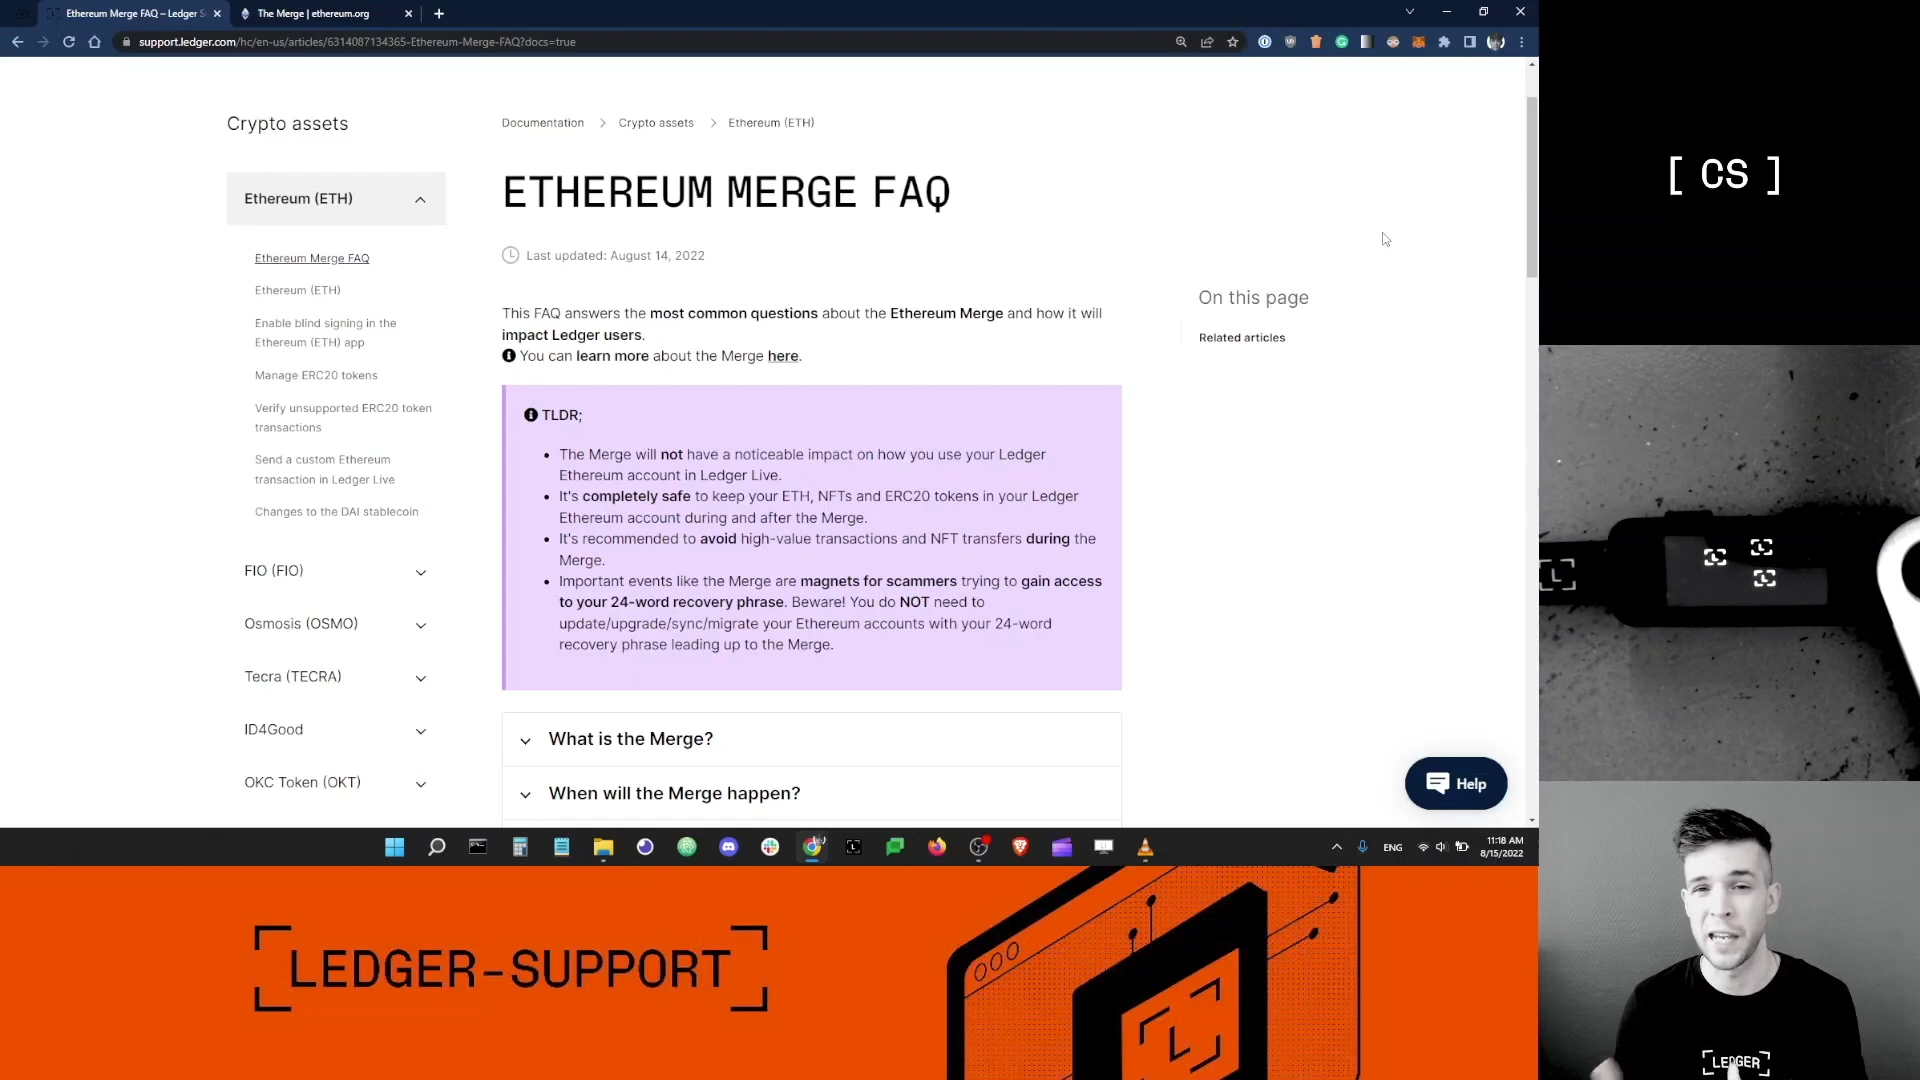 Ethereum Merge FAQ – Ledger S
The Merge | ethereum.org
support.ledger.com/hc/en-us/articles/6314087134365-Ethereum-Merge-FAQ?docs=true
Crypto assets
Ethereum (ETH)
Ethereum Merge FAQ
Ethereum (ETH)
Enable blind signing in the
Ethereum (ETH) app
Manage ERC20 tokens
Verify unsupported ERC20 token
transactions
Send a custom Ethereum
transaction in Ledger Live
Changes to the DAI stablecoin
FIO (FIO)
Osmosis (OSMO)
Tecra (TECRA)
ID4Good
OKC Token (OKT)
Documentation > Crypto assets > Ethereum (ETH)
ETHEREUM MERGE FAQ
Last updated: August 14, 2022
This FAQ answers the most common questions about the Ethereum Merge and how it will
impact Ledger users.
You can learn more about the Merge here.
TLDR;
• The Merge will not have a noticeable impact on how you use your Ledger
Ethereum account in Ledger Live.
• It's completely safe to keep your ETH, NFTs and ERC20 tokens in your Ledger
Ethereum account during and after the Merge.
• It's recommended to avoid high-value transactions and NFT transfers during the
Merge.
• Important events like the Merge are magnets for scammers trying to gain access
to your 24-word recovery phrase. Beware! You do NOT need to
update/upgrade/sync/migrate your Ethereum accounts with your 24-word
recovery phrase leading up to the Merge.
What is the Merge?
When will the Merge happen?
On this page
Related articles
Help
ENG
11:18 AM
8/15/2022
[ CS ]
LEDGER-SUPPORT
LEDGER